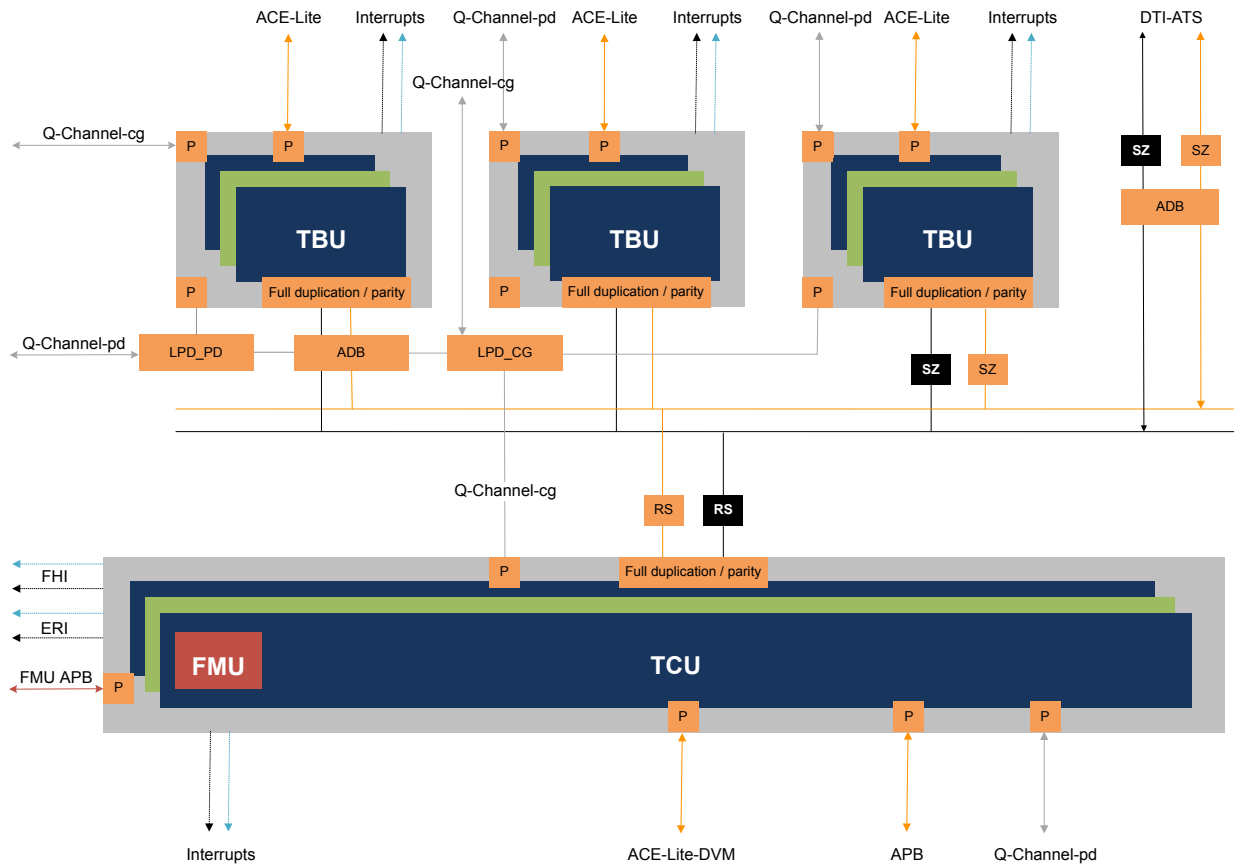 ACE-Lite
Interrupts
Q-Channel-pd
ACE-Lite
Interrupts
Q-Channel-pd
ACE-Lite
Interrupts
DTI-ATS
Q-Channel-cg
Q-Channel-cg
P
P
P
P
P
P
SZ
SZ
ADB
TBU
TBU
TBU
P
Full duplication / parity
P
Full duplication / parity
P
Full duplication / parity
Q-Channel-pd
LPD_PD
ADB
LPD_CG
SZ
SZ
Q-Channel-cg
RS
RS
P
Full duplication / parity
FHI
ERI
FMU APB
P
FMU
TCU
P
P
P
Interrupts
ACE-Lite-DVM
APB
Q-Channel-pd